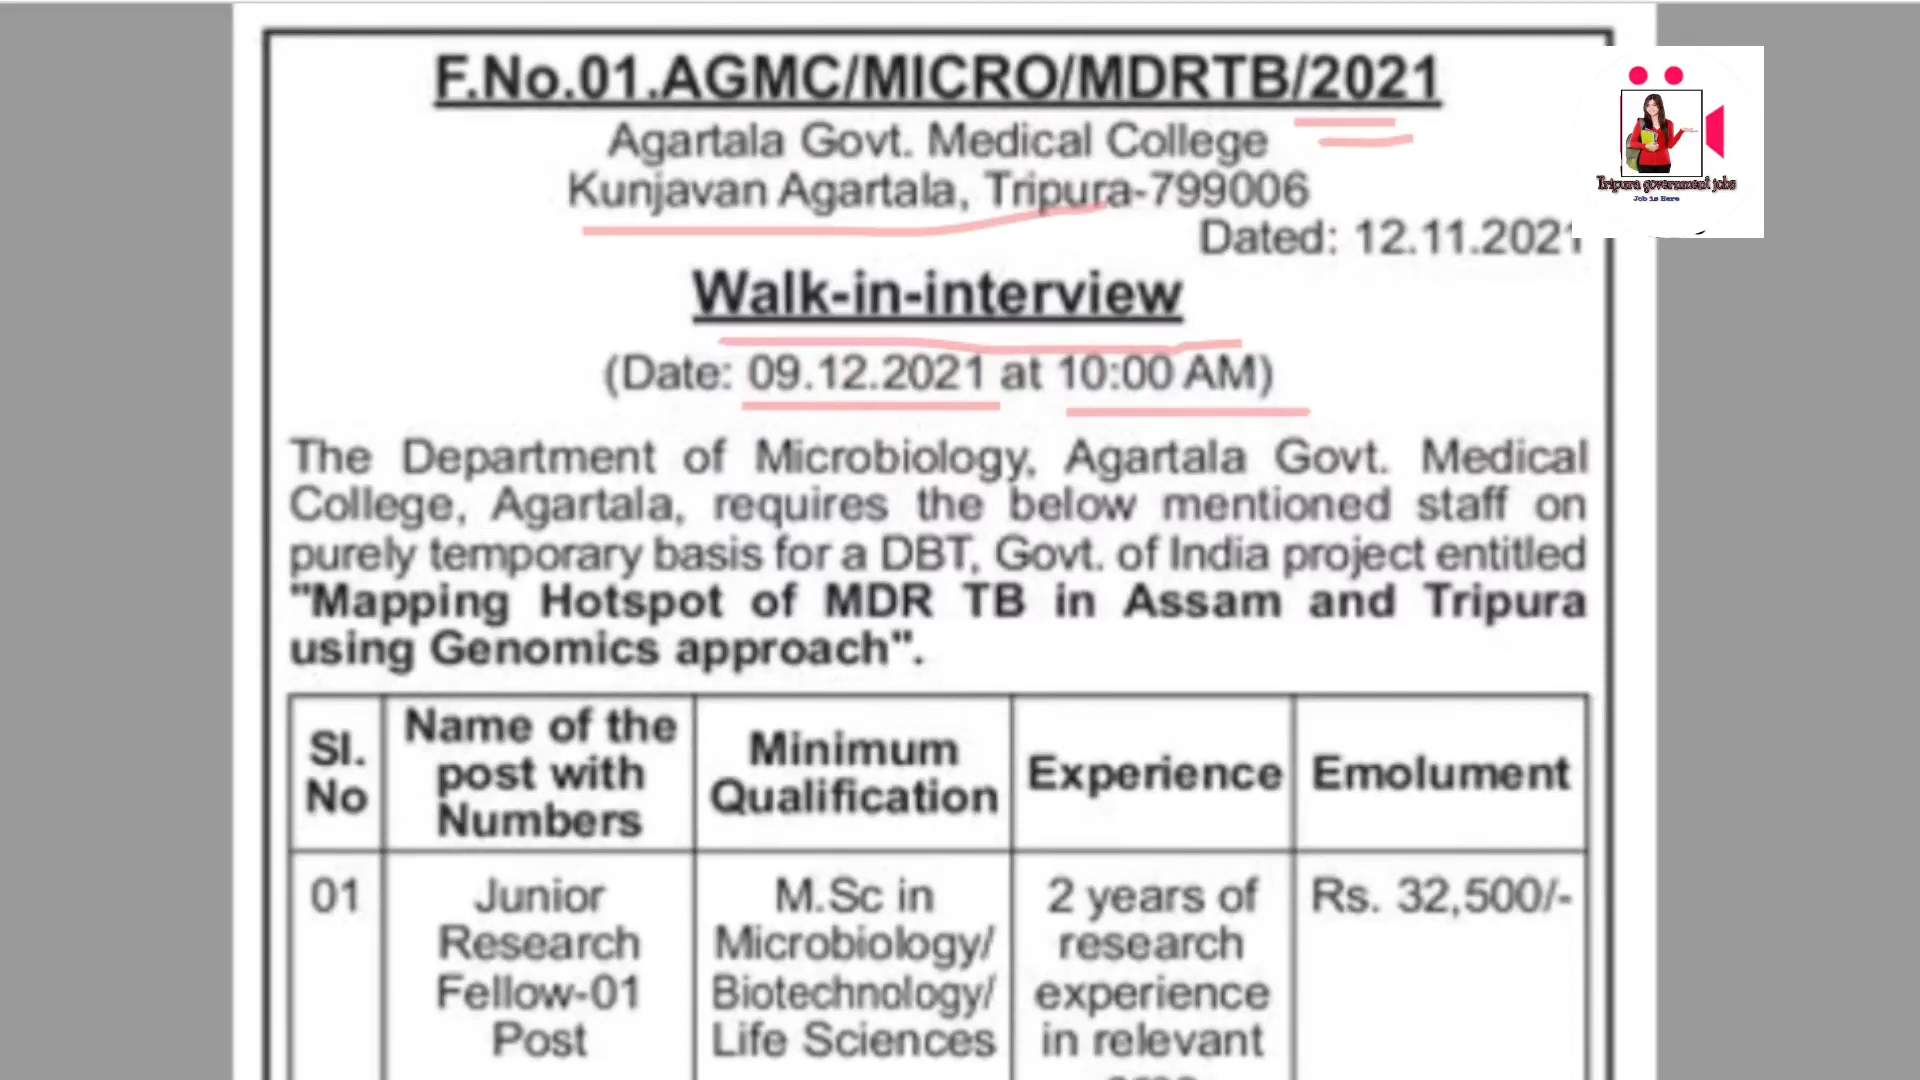 F.No.01.AGMC/MICRO/MDRTB/2021
Agartala Govt. Medical College
Kunjavan Agartala, Tripura-799006
Dated: 12.11.2021
Walk-in-interview
(Date: 09.12.2021 at 10:00 AM)
The Department of Microbiology, Agartala Govt. Medical
College, Agartala, requires the below mentioned staff on
purely temporary basis for a DBT, Govt. of India project entitled
"Mapping Hotspot of MDR TB in Assam and Tripura
using Genomics approach".
Sl.
No
Name of the
post with
Numbers
Minimum
Qualification
Experience
Emolument
01
Junior
Research
Fellow-01
Post
M.Sc in
Microbiology/
Biotechnology/
Life Sciences
2 years of
research
experience
in relevant
Rs. 32,500/-
Tripura government jobs
Job is Here